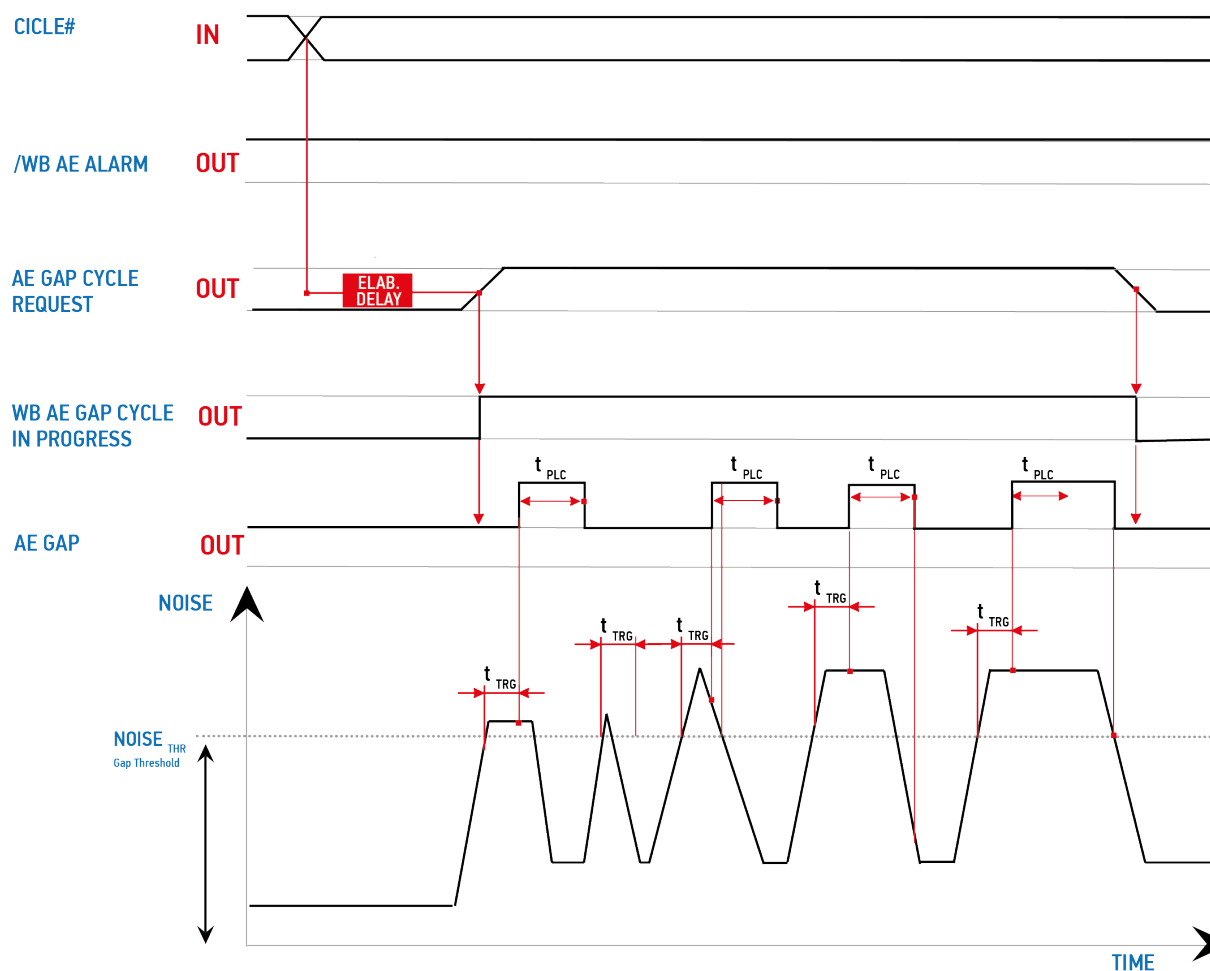 CICLE#
IN
/WB AE ALARM
OUT
AE GAP CYCLE
REQUEST
OUT
ELAB.
DELAY
WB AE GAP CYCLE
IN PROGRESS
OUT
t PLC
t PLC
t PLC
t PLC
AE GAP
OUT
NOISE
t TRG
t TRG
t TRG
t TRG
t TRG
NOISE THR
Gap Threshold
TIME